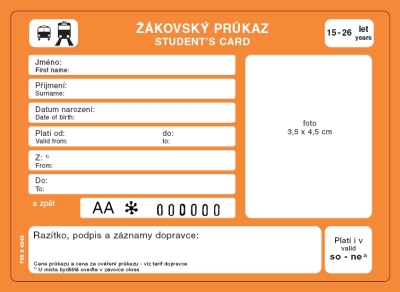 ŽÁKOVSKÝ PRŮKAZ
STUDENT'S CARD
15 - 26 let
years
Jméno:
First name:
Příjmení:
Surname:
Datum narození:
Date of birth:
Platí od: do:
Valid from: to:
Z: ¹⁾
From:
Do:
To:
a zpět
AA ✻ 000000
foto
3,5 x 4,5 cm
Razítko, podpis a záznamy dopravce:
Cena průkazu a cena za ověření průkazu - viz tarif dopravce
¹⁾ U místa bydliště uveďte v závorce okres
Platí i v
valid
so - ne ²⁾